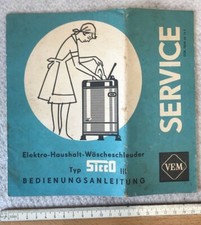 SERVICE
VEM
Elektro-Haushalt-Wäscheschleuder
Typ
BEDIENUNGSANLEITUNG